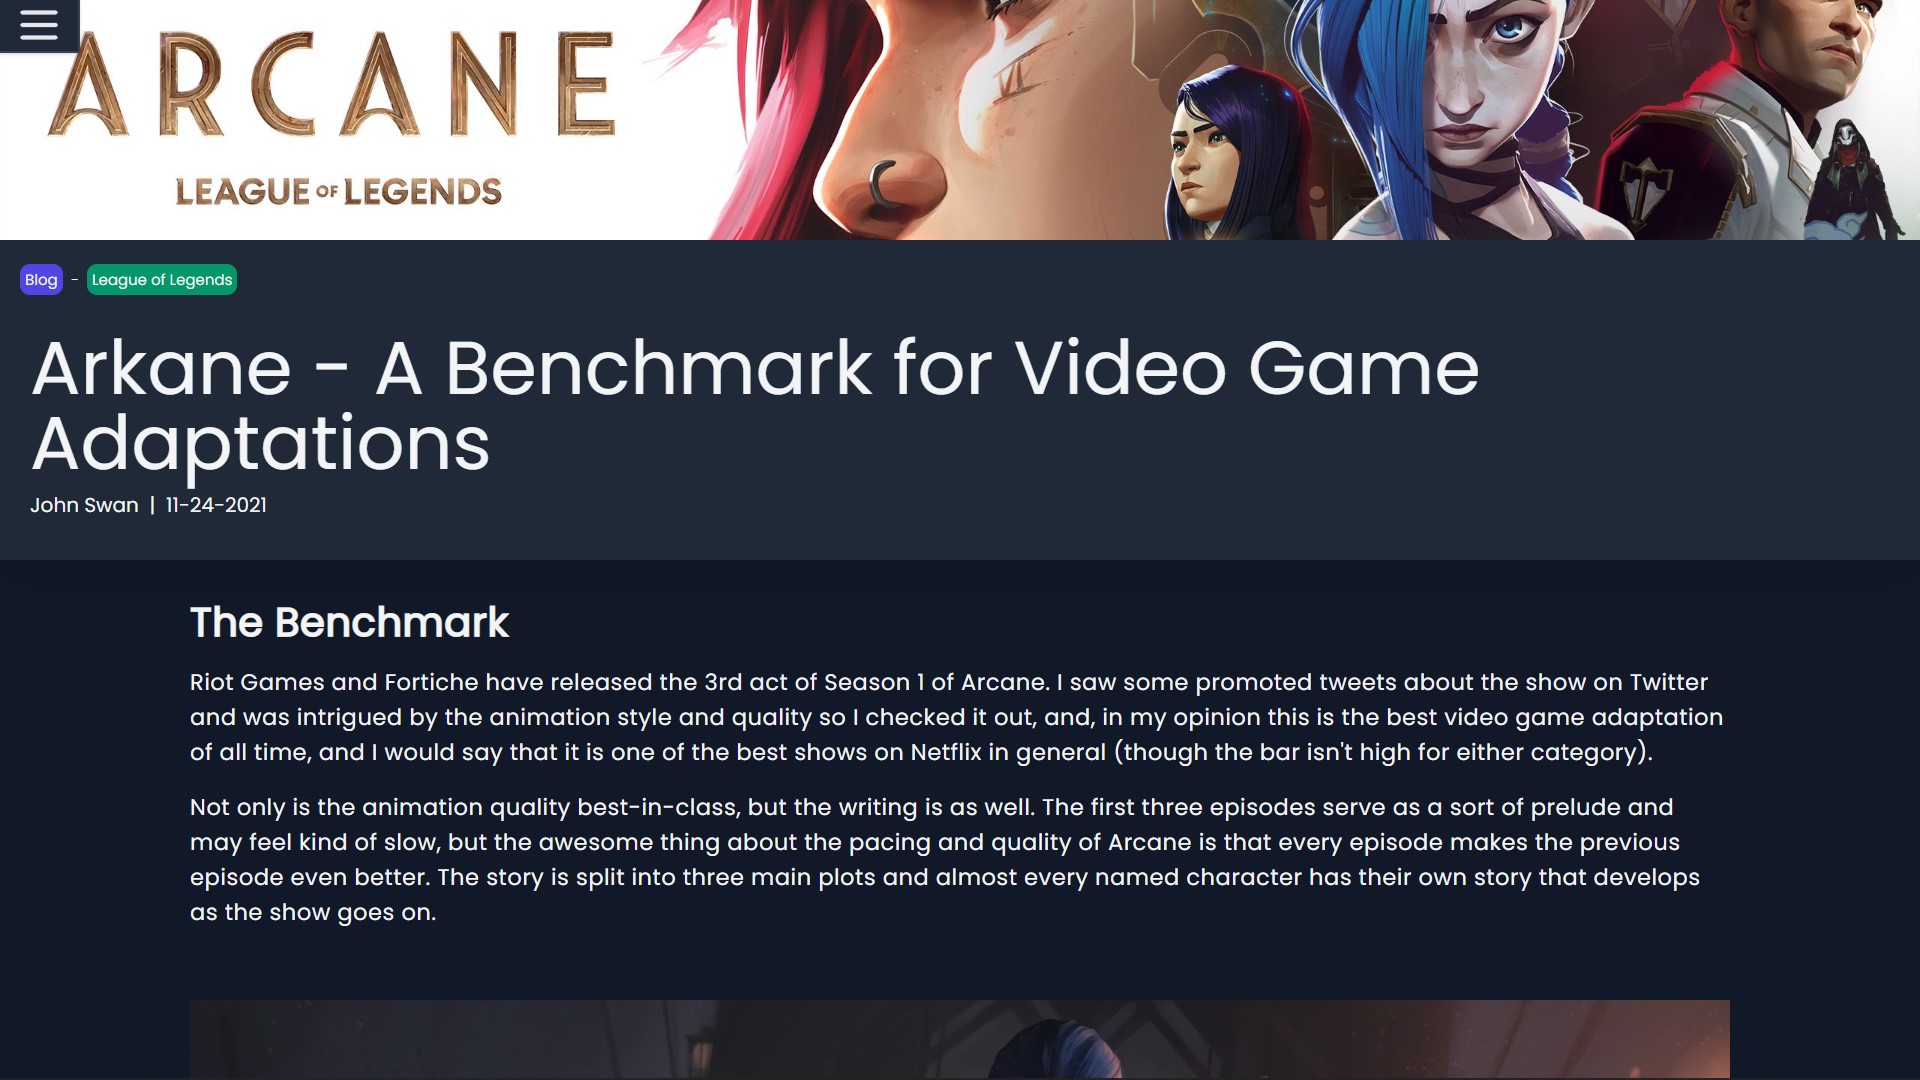 ARCANE
LEAGUE OF LEGENDS
Blog - League of Legends
Arkane - A Benchmark for Video Game
Adaptations
John Swan | 11-24-2021
The Benchmark
Riot Games and Fortiche have released the 3rd act of Season 1 of Arcane. I saw some promoted tweets about the show on Twitter
and was intrigued by the animation style and quality so I checked it out, and, in my opinion this is the best video game adaptation
of all time, and I would say that it is one of the best shows on Netflix in general (though the bar isn't high for either category).
Not only is the animation quality best-in-class, but the writing is as well. The first three episodes serve as a sort of prelude and
may feel kind of slow, but the awesome thing about the pacing and quality of Arcane is that every episode makes the previous
episode even better. The story is split into three main plots and almost every named character has their own story that develops
as the show goes on.